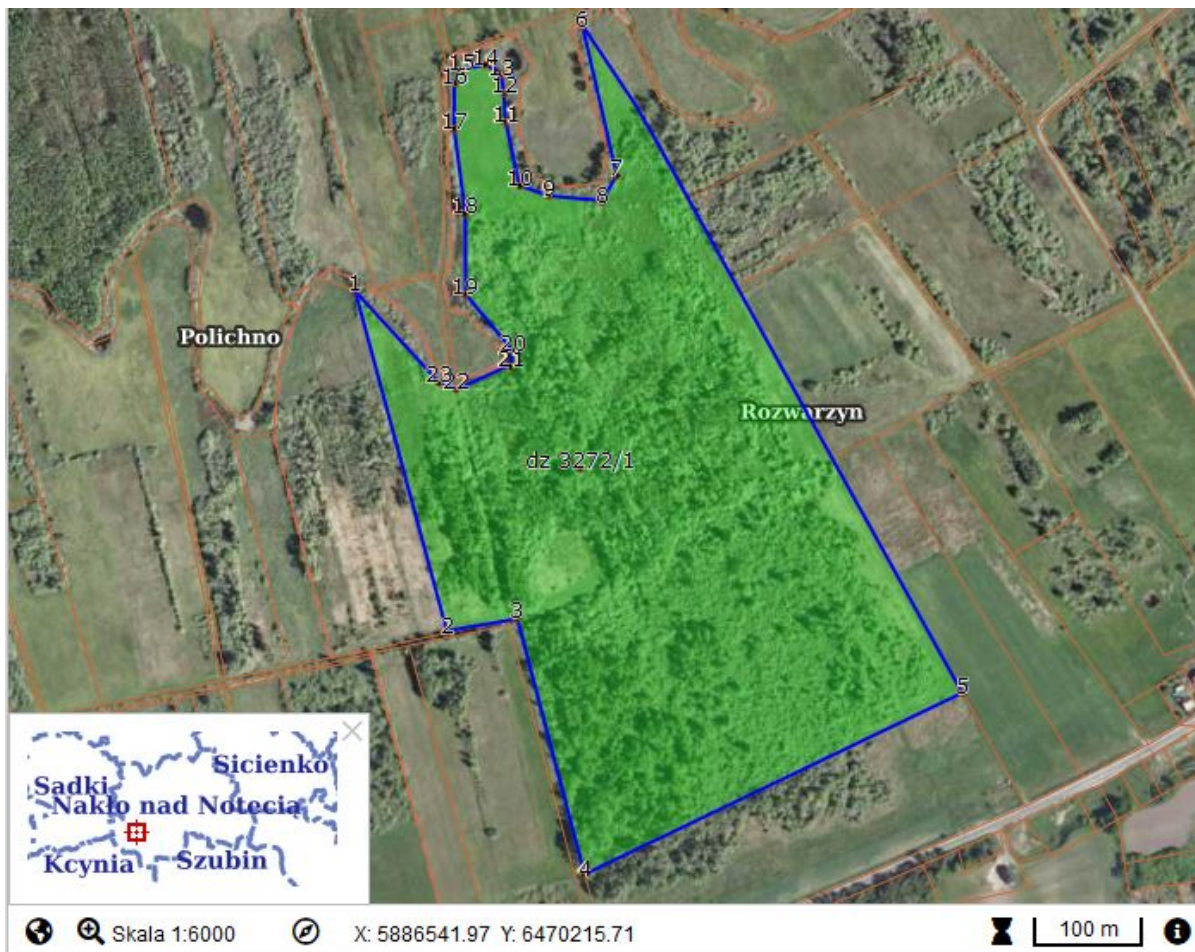 6
15 14
16 13
12
17 11
10 9 7
8
18
1 19
Polichno
20
23 22 21
Rozwarzyn
dz 3272/1
2 3
5
4
Sicienko
Sadki
Nakło nad Notecią
Kcynia Szubin
Skala 1:6000 X: 5886541.97 Y: 6470215.71 100 m